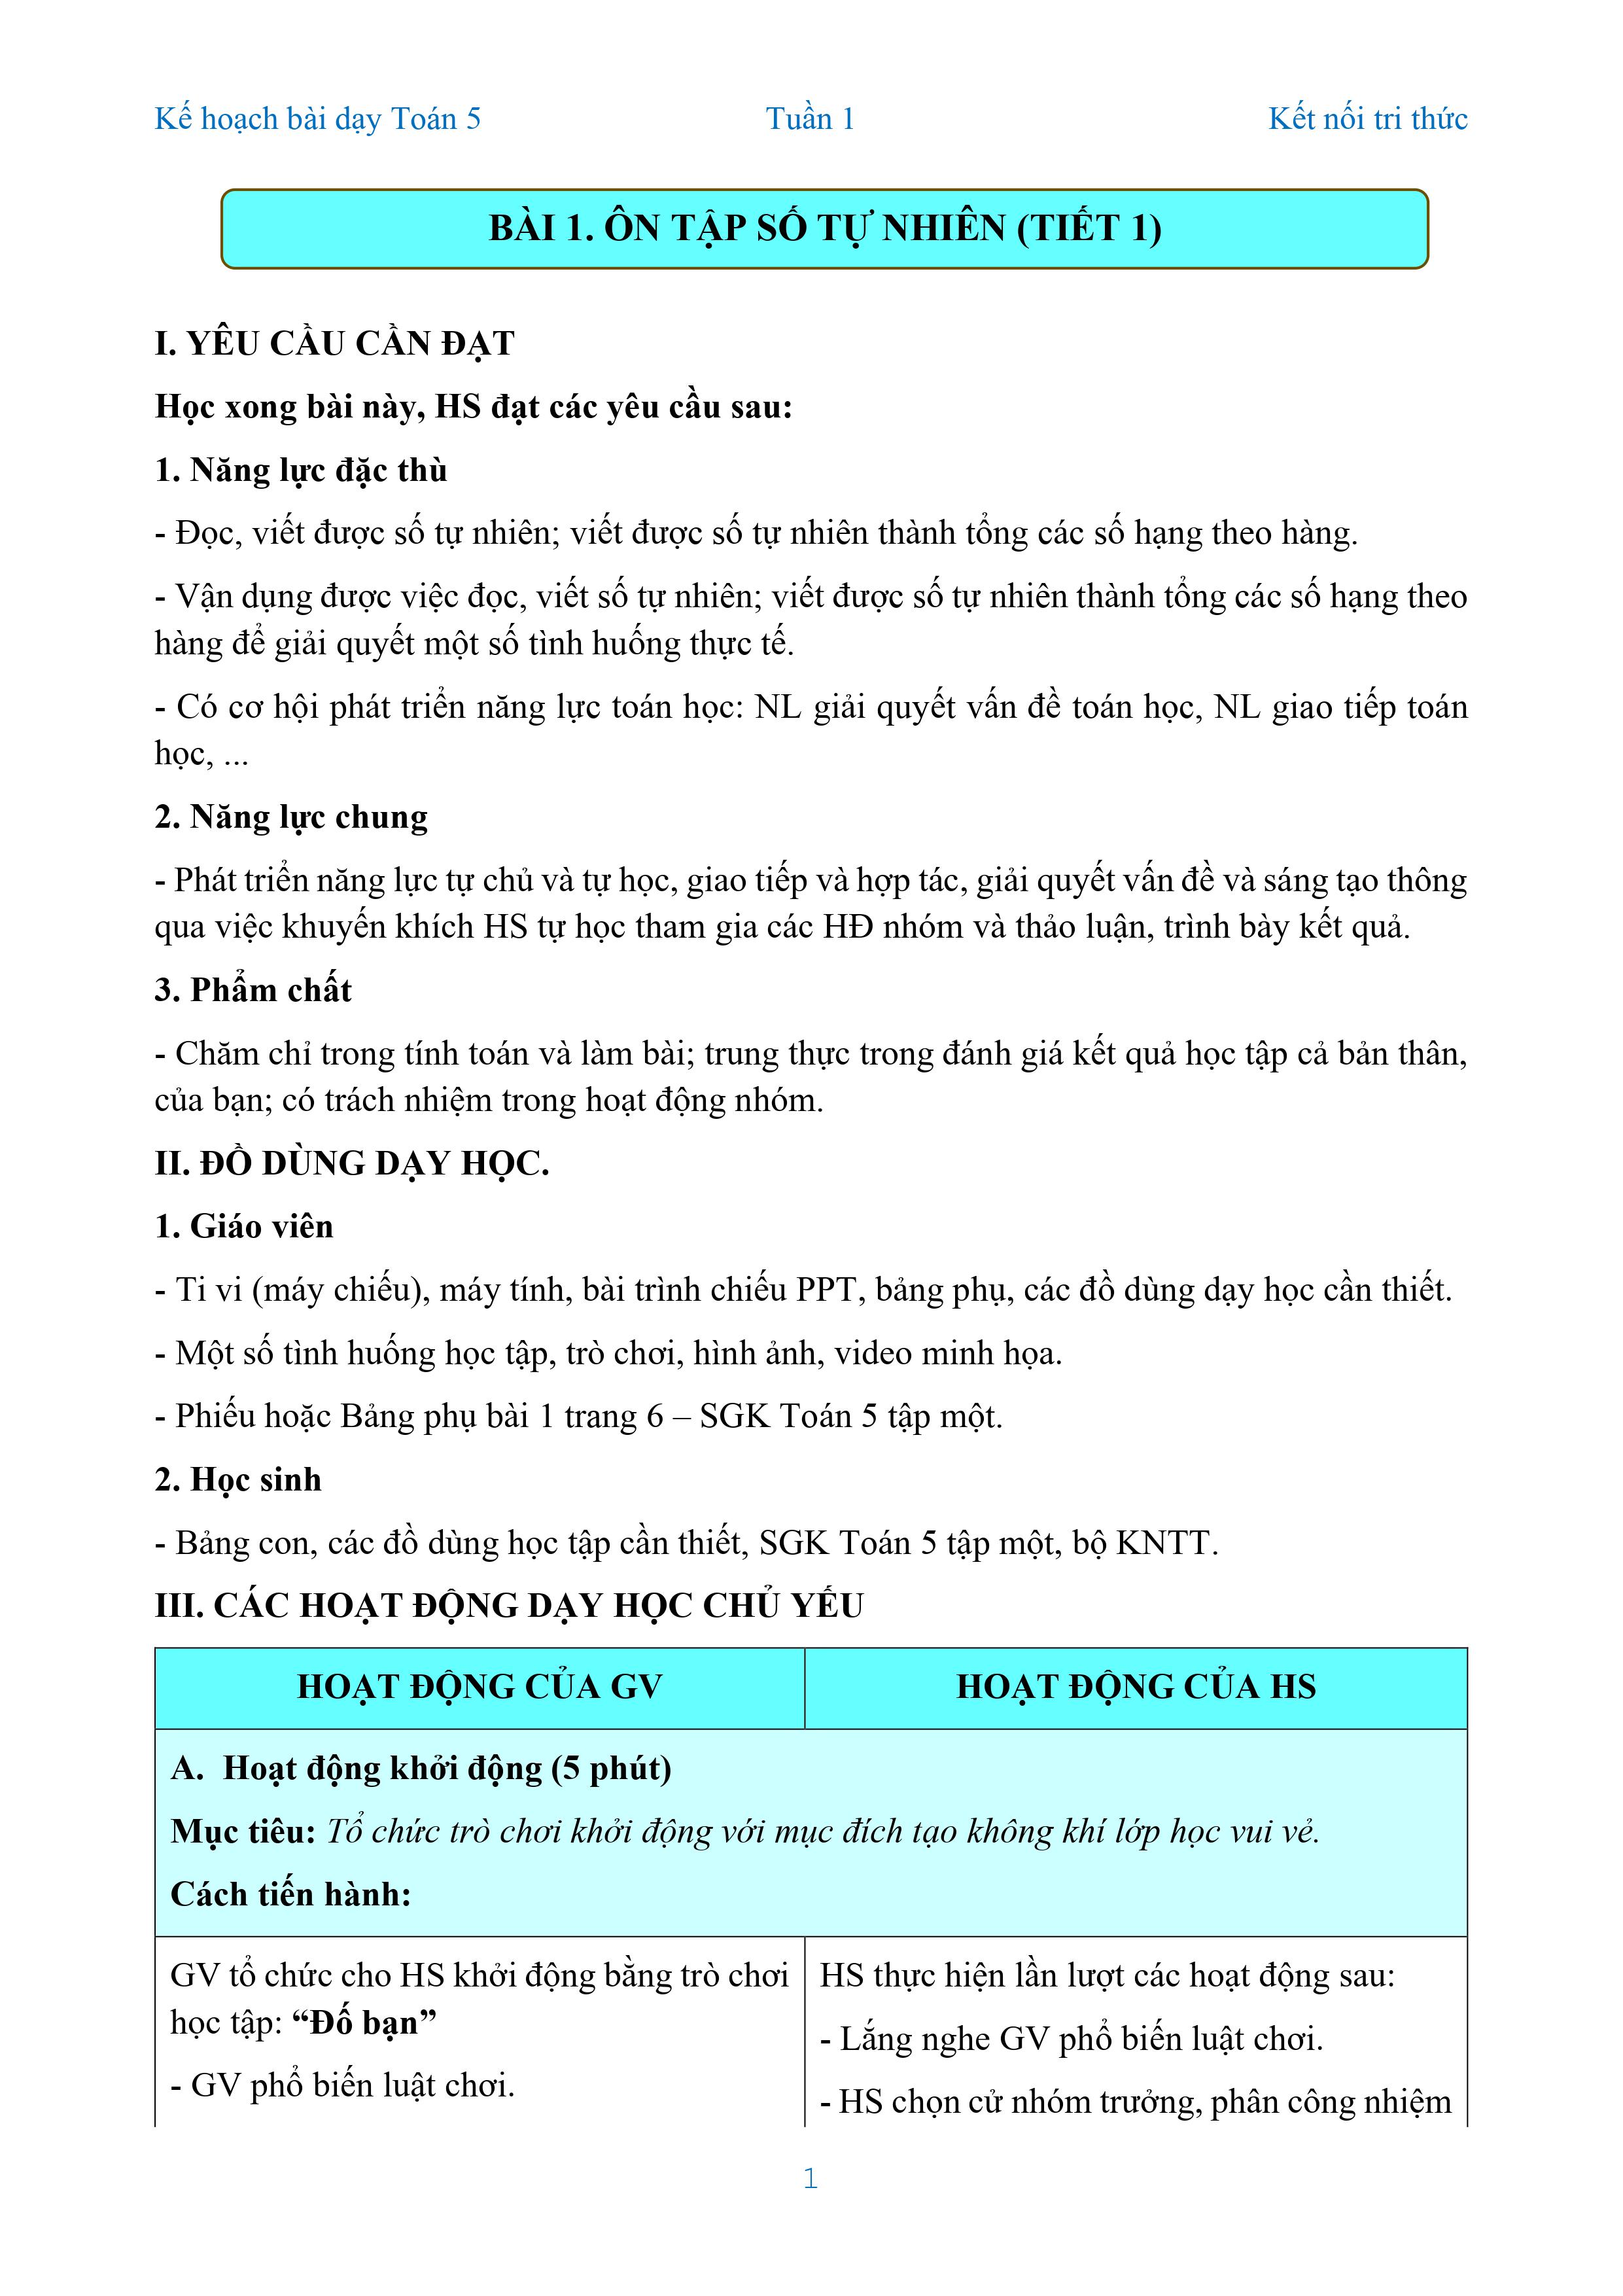 Kế hoạch bài dạy Toán 5 Tuần 1 Kết nối tri thức
BÀI 1. ÔN TẬP SỐ TỰ NHIÊN (TIẾT 1)
I. YÊU CẦU CẦN ĐẠT
Học xong bài này, HS đạt các yêu cầu sau:
1. Năng lực đặc thù
- Đọc, viết được số tự nhiên; viết được số tự nhiên thành tổng các số hạng theo hàng.
- Vận dụng được việc đọc, viết số tự nhiên; viết được số tự nhiên thành tổng các số hạng theo
hàng để giải quyết một số tình huống thực tế.
- Có cơ hội phát triển năng lực toán học: NL giải quyết vấn đề toán học, NL giao tiếp toán
học, ...
2. Năng lực chung
- Phát triển năng lực tự chủ và tự học, giao tiếp và hợp tác, giải quyết vấn đề và sáng tạo thông
qua việc khuyến khích HS tự học tham gia các HĐ nhóm và thảo luận, trình bày kết quả.
3. Phẩm chất
- Chăm chỉ trong tính toán và làm bài; trung thực trong đánh giá kết quả học tập cả bản thân,
của bạn; có trách nhiệm trong hoạt động nhóm.
II. ĐỒ DÙNG DẠY HỌC.
1. Giáo viên
- Ti vi (máy chiếu), máy tính, bài trình chiếu PPT, bảng phụ, các đồ dùng dạy học cần thiết.
- Một số tình huống học tập, trò chơi, hình ảnh, video minh họa.
- Phiếu hoặc Bảng phụ bài 1 trang 6 – SGK Toán 5 tập một.
2. Học sinh
- Bảng con, các đồ dùng học tập cần thiết, SGK Toán 5 tập một, bộ KNTT.
III. CÁC HOẠT ĐỘNG DẠY HỌC CHỦ YẾU
HOẠT ĐỘNG CỦA GV HOẠT ĐỘNG CỦA HS
A. Hoạt động khởi động (5 phút)
Mục tiêu: Tổ chức trò chơi khởi động với mục đích tạo không khí lớp học vui vẻ.
Cách tiến hành:
GV tổ chức cho HS khởi động bằng trò chơi
học tập: “Đố bạn”
- GV phổ biến luật chơi.
HS thực hiện lần lượt các hoạt động sau:
- Lắng nghe GV phổ biến luật chơi.
- HS chọn cử nhóm trưởng, phân công nhiệm
1